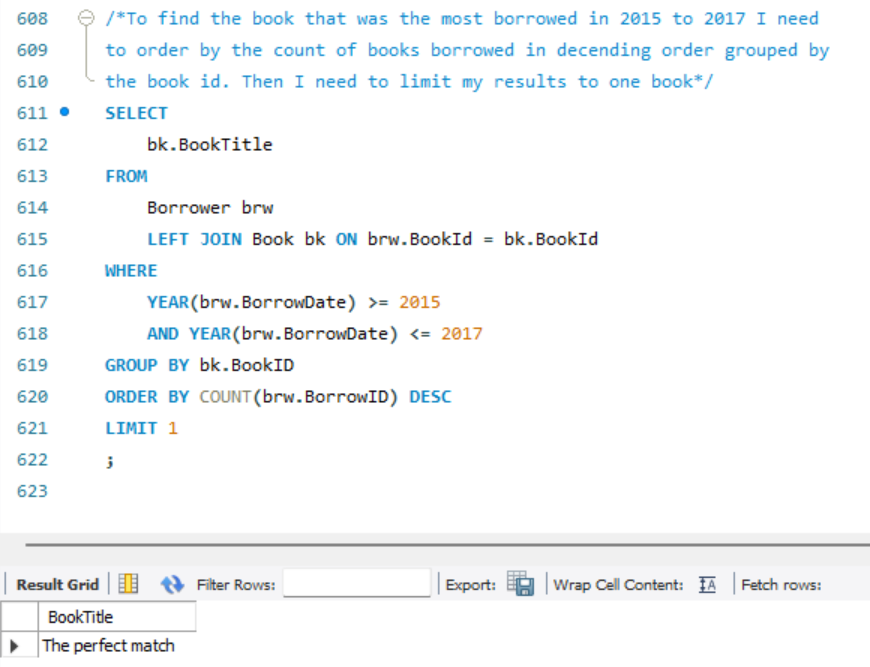 608 /*To find the book that was the most borrowed in 2015 to 2017 I need
609 to order by the count of books borrowed in decending order grouped by
610 the book id. Then I need to limit my results to one book*/
611 SELECT
612 bk.BookTitle
613 FROM
614 Borrower brw
615 LEFT JOIN Book bk ON brw.BookId = bk.BookId
616 WHERE
617 YEAR(brw.BorrowDate) >= 2015
618 AND YEAR(brw.BorrowDate) <= 2017
619 GROUP BY bk.BookID
620 ORDER BY COUNT(brw.BorrowID) DESC
621 LIMIT 1
622 ;
623
Result Grid Filter Rows: Export: Wrap Cell Content: Fetch rows:
BookTitle
The perfect match